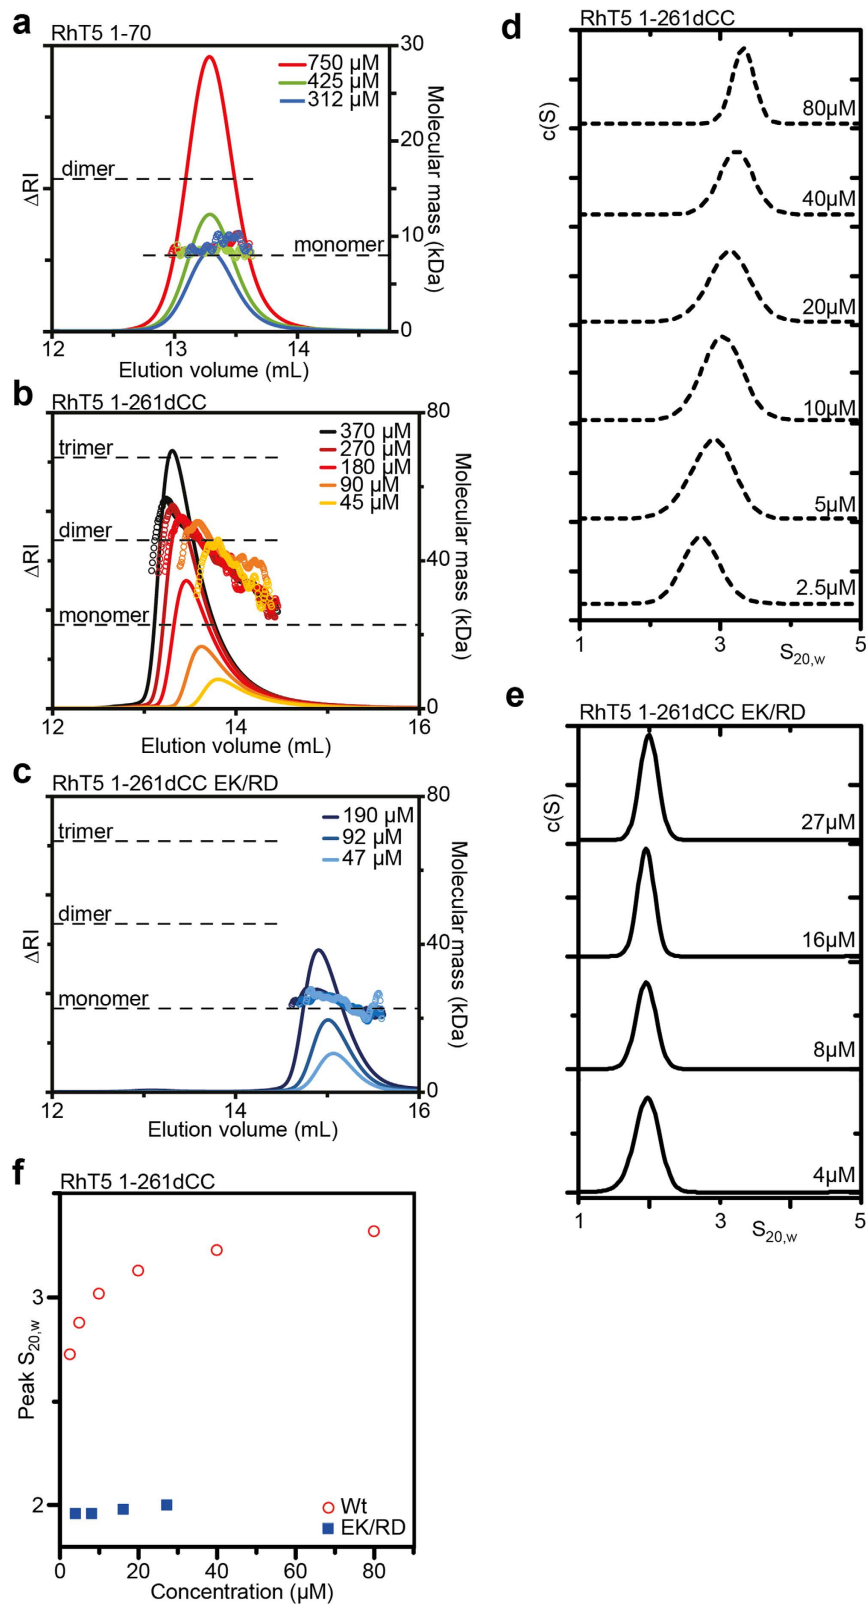 a
RhT5 1-70
ΔRI
30
20
10
0
Molecular mass (kDa)
750 µM
425 µM
312 µM
dimer
monomer
12
13
14
Elution volume (mL)
b
RhT5 1-261dCC
ΔRI
80
40
0
Molecular mass (kDa)
370 µM
270 µM
180 µM
90 µM
45 µM
trimer
dimer
monomer
12
14
16
Elution volume (mL)
c
RhT5 1-261dCC EK/RD
ΔRI
80
40
0
Molecular mass (kDa)
190 µM
92 µM
47 µM
trimer
dimer
monomer
12
14
16
Elution volume (mL)
d
RhT5 1-261dCC
c(S)
80µM
40µM
20µM
10µM
5µM
2.5µM
1
3
5
S20,w
e
RhT5 1-261dCC EK/RD
c(S)
27µM
16µM
8µM
4µM
1
3
5
S20,w
f
RhT5 1-261dCC
Peak S20,w
3
2
Wt
EK/RD
0
20
40
60
80
Concentration (µM)